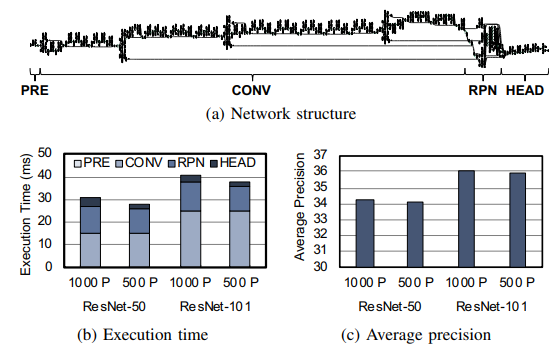 PRE CONV RPN HEAD
(a) Network structure
50
40
30
20
10
0
Execution Time (ms)
PRE CONV RPN HEAD
1000 P 500 P 1000 P 500 P
ResNet-50 ResNet-101
(b) Execution time
37
36
35
34
33
32
31
30
Average Precision
1000 P 500 P 1000 P 500 P
ResNet-50 ResNet-101
(c) Average precision